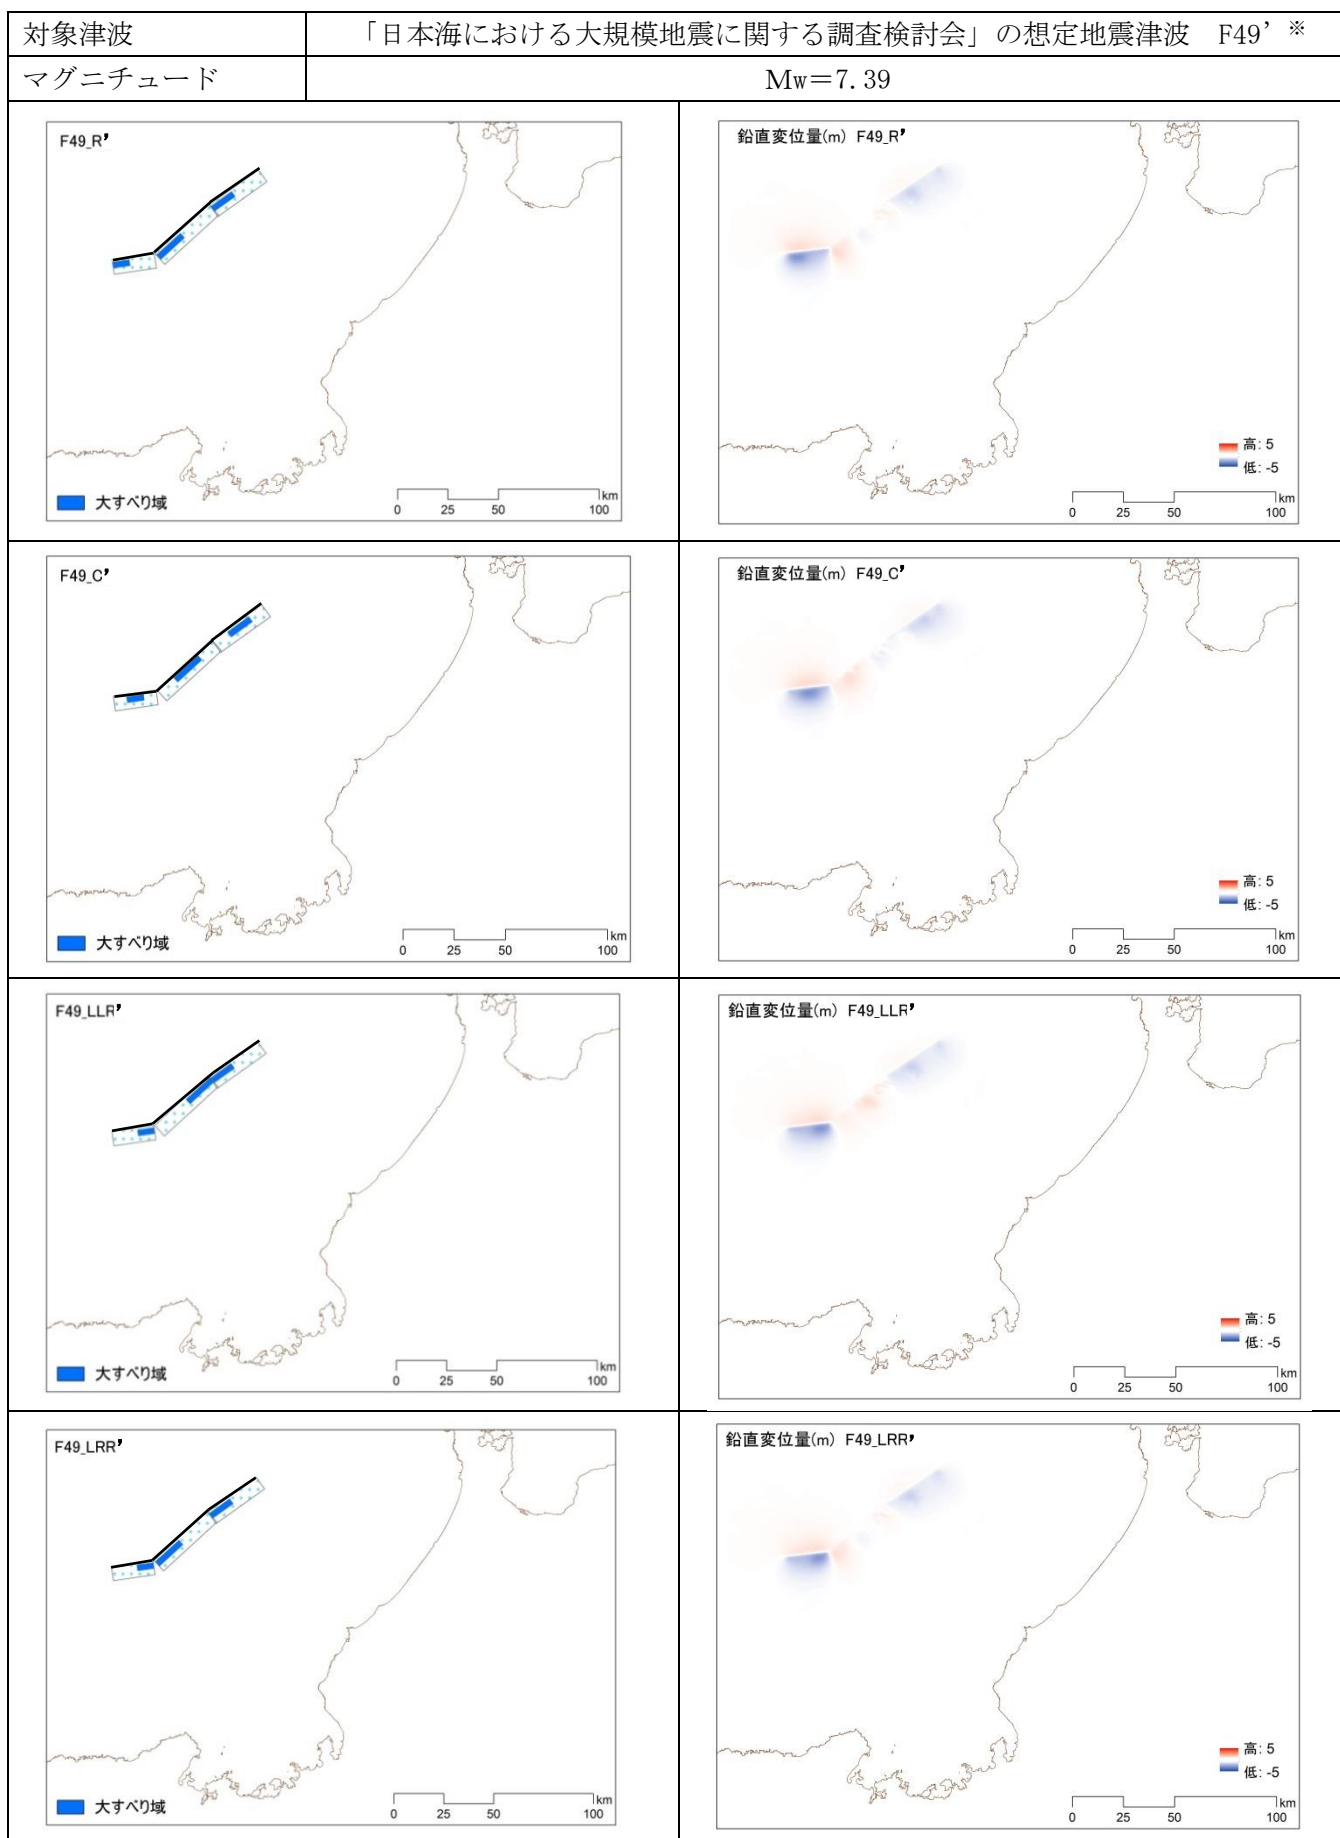 対象津波 「日本海における大規模地震に関する調査検討会」の想定地震津波 F49’※
マグニチュード Mw=7.39
F49_R’
大すべり域
0 25 50 100 km
鉛直変位量(m) F49_R’
高: 5
低: -5
0 25 50 100 km
F49_C’
大すべり域
0 25 50 100 km
鉛直変位量(m) F49_C’
高: 5
低: -5
0 25 50 100 km
F49_LLR’
大すべり域
0 25 50 100 km
鉛直変位量(m) F49_LLR’
高: 5
低: -5
0 25 50 100 km
F49_LRR’
大すべり域
0 25 50 100 km
鉛直変位量(m) F49_LRR’
高: 5
低: -5
0 25 50 100 km